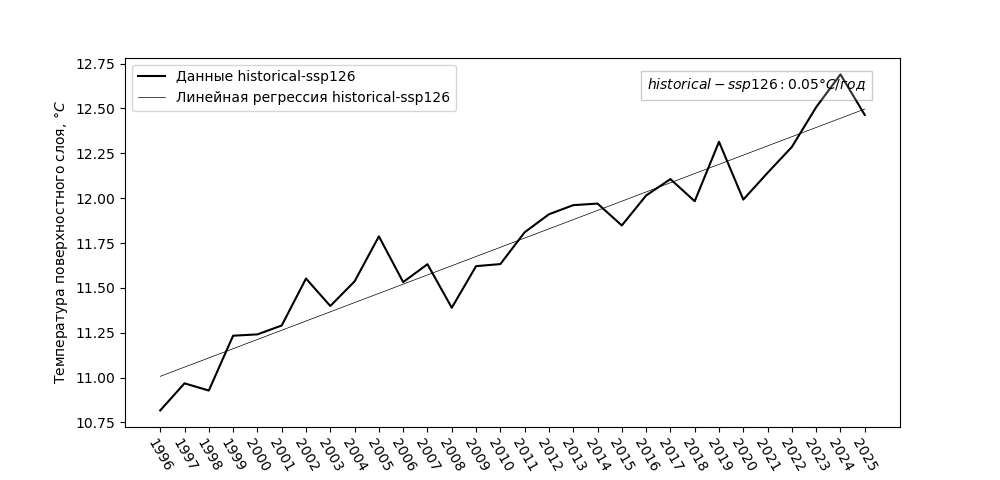 Данные historical-ssp126
Линейная регрессия historical-ssp126
historical − ssp126 : 0.05°C/год
Температура поверхностного слоя, °C
12.75
12.50
12.25
12.00
11.75
11.50
11.25
11.00
10.75
1996 1997 1998 1999 2000 2001 2002 2003 2004 2005 2006 2007 2008 2009 2010 2011 2012 2013 2014 2015 2016 2017 2018 2019 2020 2021 2022 2023 2024 2025